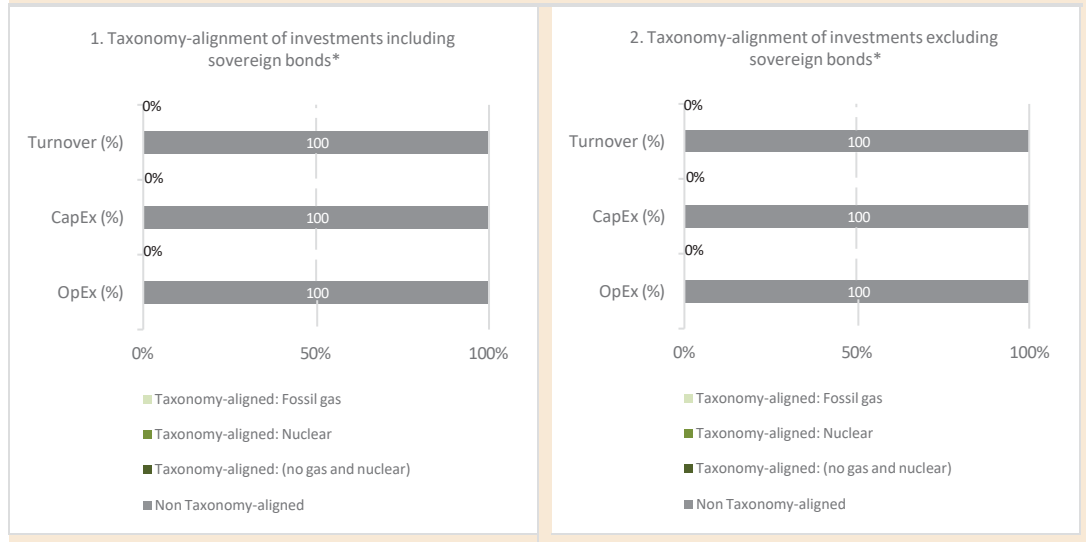 1. Taxonomy-alignment of investments including
sovereign bonds*
0%
Turnover (%)
100
0%
CapEx (%)
100
0%
OpEx (%)
100
0%
50%
100%
Taxonomy-aligned: Fossil gas
Taxonomy-aligned: Nuclear
Taxonomy-aligned: (no gas and nuclear)
Non Taxonomy-aligned
2. Taxonomy-alignment of investments excluding
sovereign bonds*
0%
Turnover (%)
100
0%
CapEx (%)
100
0%
OpEx (%)
100
0%
50%
100%
Taxonomy-aligned: Fossil gas
Taxonomy-aligned: Nuclear
Taxonomy-aligned: (no gas and nuclear)
Non Taxonomy-aligned